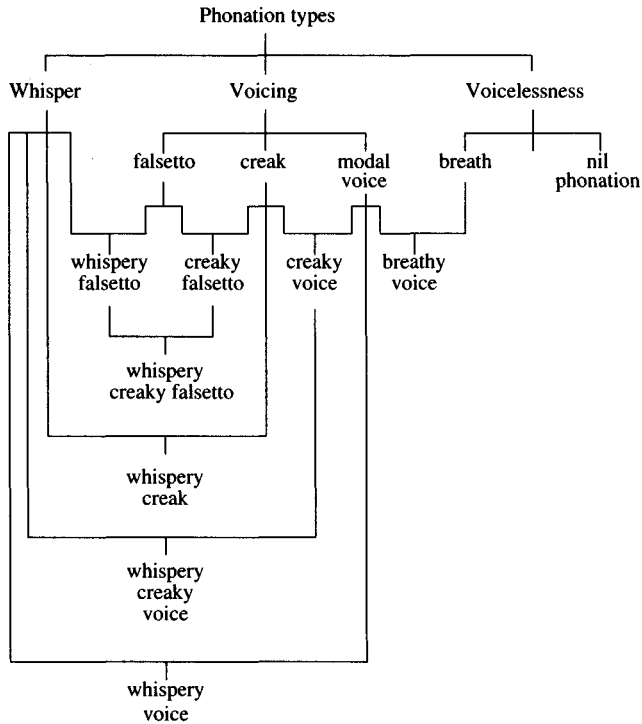 Phonation types
Whisper Voicing Voicelessness
falsetto creak modal voice breath nil phonation
whispery falsetto creaky falsetto creaky voice breathy voice
whispery
creaky falsetto
whispery
creak
whispery
creaky
voice
whispery
voice